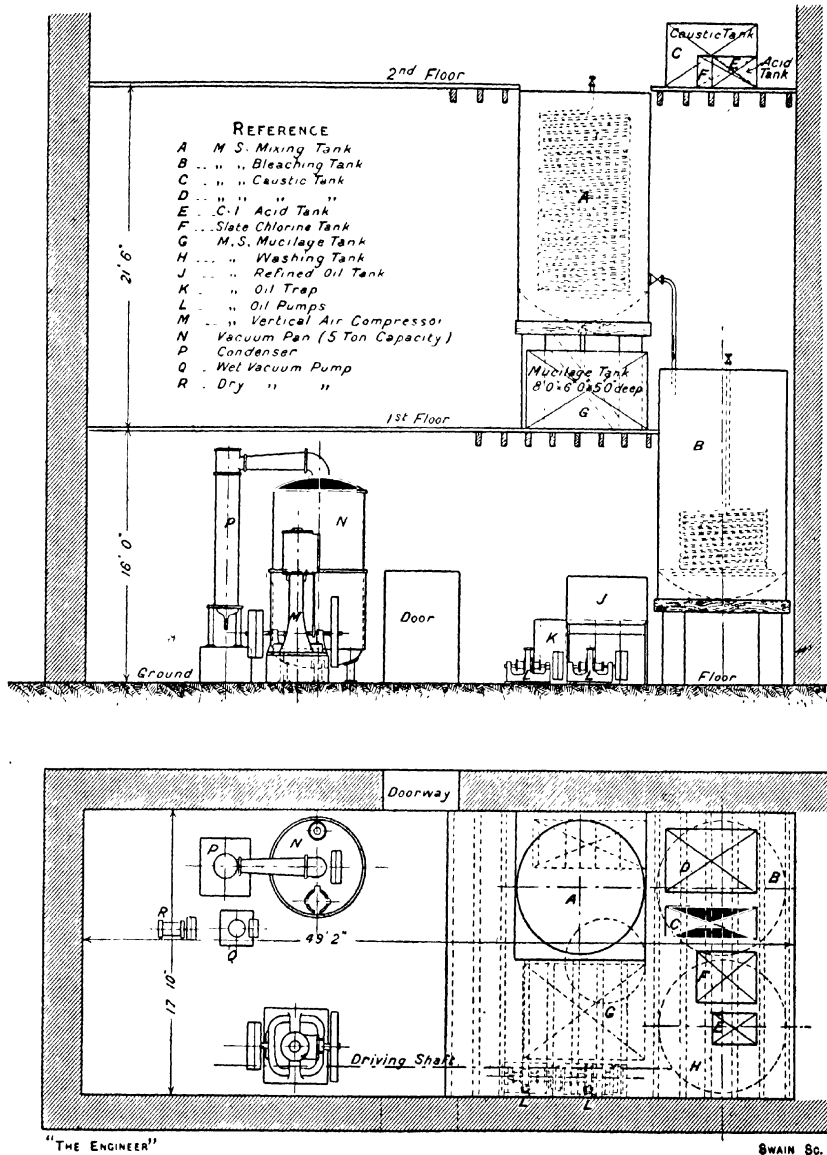 Caustic Tank
C
E
Acid
Tank
F
2nd Floor
REFERENCE
A M.S. Mixing Tank
B .. „ „ Bleaching Tank
C . „ „ Caustic Tank
D .. „ „ „ „
E .. C·I Acid Tank
F ... Slate Chlorine Tank
G M.S. Mucilage Tank
H ... „ Washing Tank
J .. „ Refined Oil Tank
K . „ Oil Trap
L . „ Oil Pumps
M .. „ Vertical Air Compressor
N Vacuum Pan (5 Ton Capacity)
P Condenser
Q . Wet Vacuum Pump
R . Dry „ „
A
21' 6"
Mucilage Tank
8' 0" × 6' 0" × 5' 0" deep
G
1st Floor
B
P
N
16' 0"
M
Door
J
K
L L
Ground
Floor
Doorway
P
N
A
D
B
R
C
Q
49' 2"
17' 10"
F
G
E
Driving Shaft.
H
L L
"THE ENGINEER"
SWAIN SC.